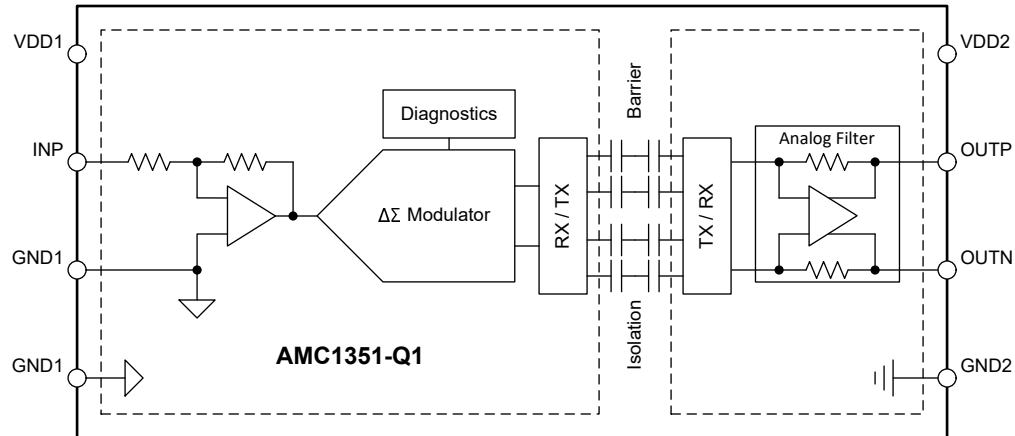 VDD1
VDD2
Diagnostics
Barrier
Analog Filter
INP
OUTP
ΔΣ Modulator
RX / TX
TX / RX
GND1
OUTN
AMC1351-Q1
Isolation
GND1
GND2